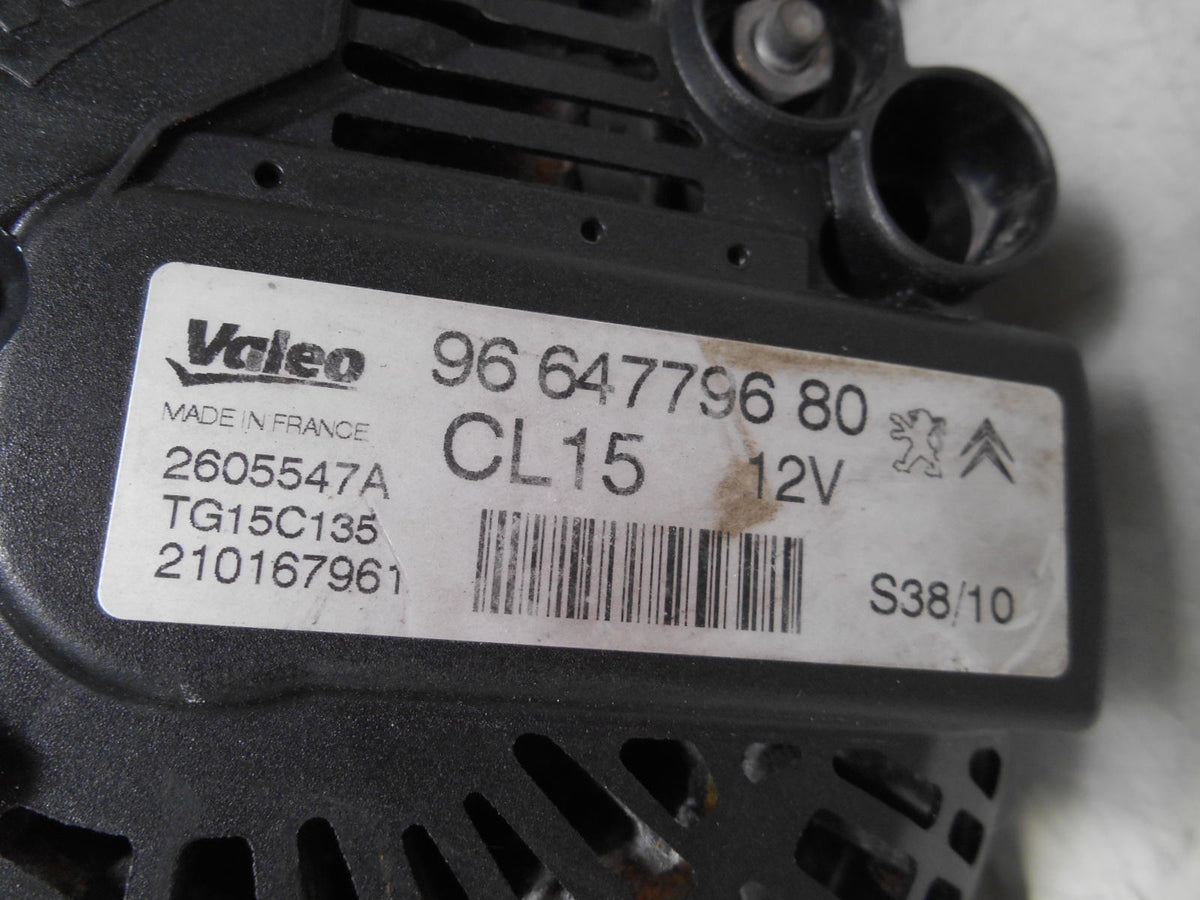 Valeo
MADE IN FRANCE
2605547A
TG15C135
210167961
96 647796 80
CL15
12V
S38/10